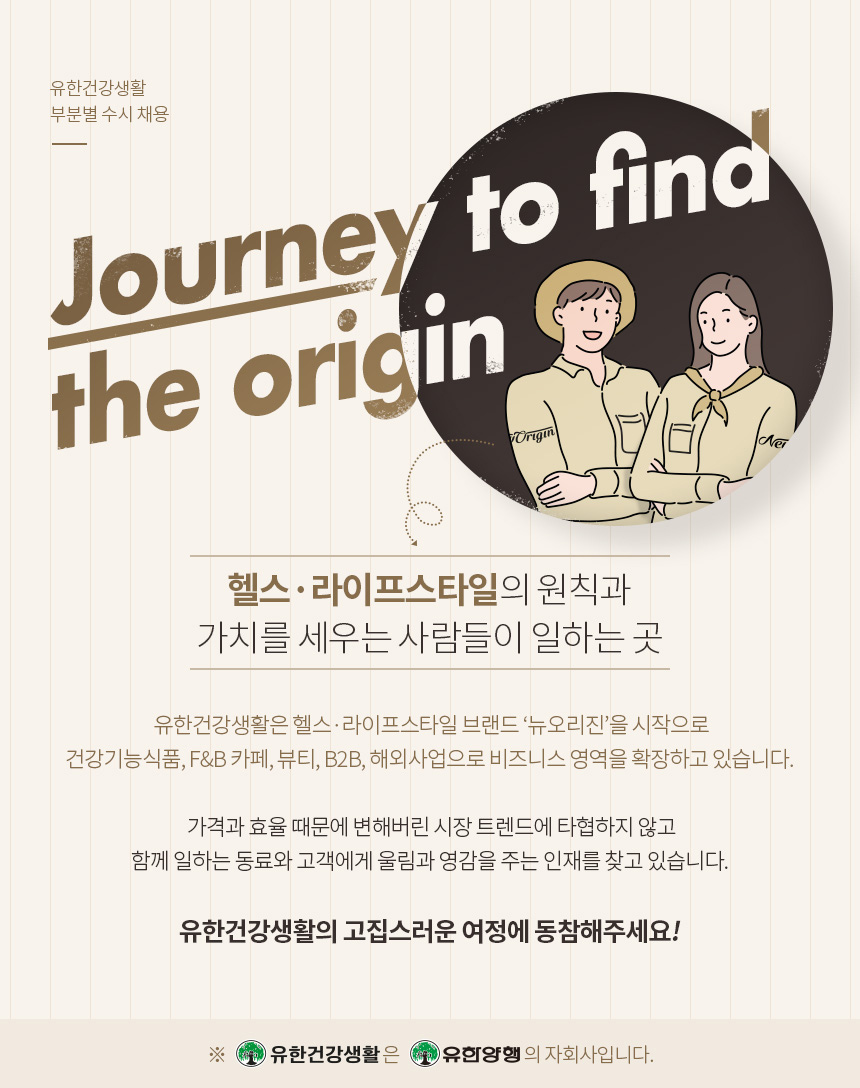 유한건강생활
부분별 수시 채용
Journey to find
the origin
Origin
헬스·라이프스타일의 원칙과
가치를 세우는 사람들이 일하는 곳
유한건강생활은 헬스·라이프스타일 브랜드 ‘뉴오리진’을 시작으로
건강기능식품, F&B 카페, 뷰티, B2B, 해외사업으로 비즈니스 영역을 확장하고 있습니다.
가격과 효율 때문에 변해버린 시장 트렌드에 타협하지 않고
함께 일하는 동료와 고객에게 울림과 영감을 주는 인재를 찾고 있습니다.
유한건강생활의 고집스러운 여정에 동참해주세요!
※ 유한건강생활은 유한양행의 자회사입니다.